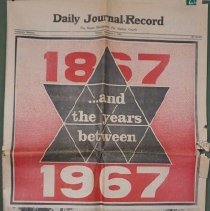 Daily Journal-Record
1867
...and
the years
between
1967